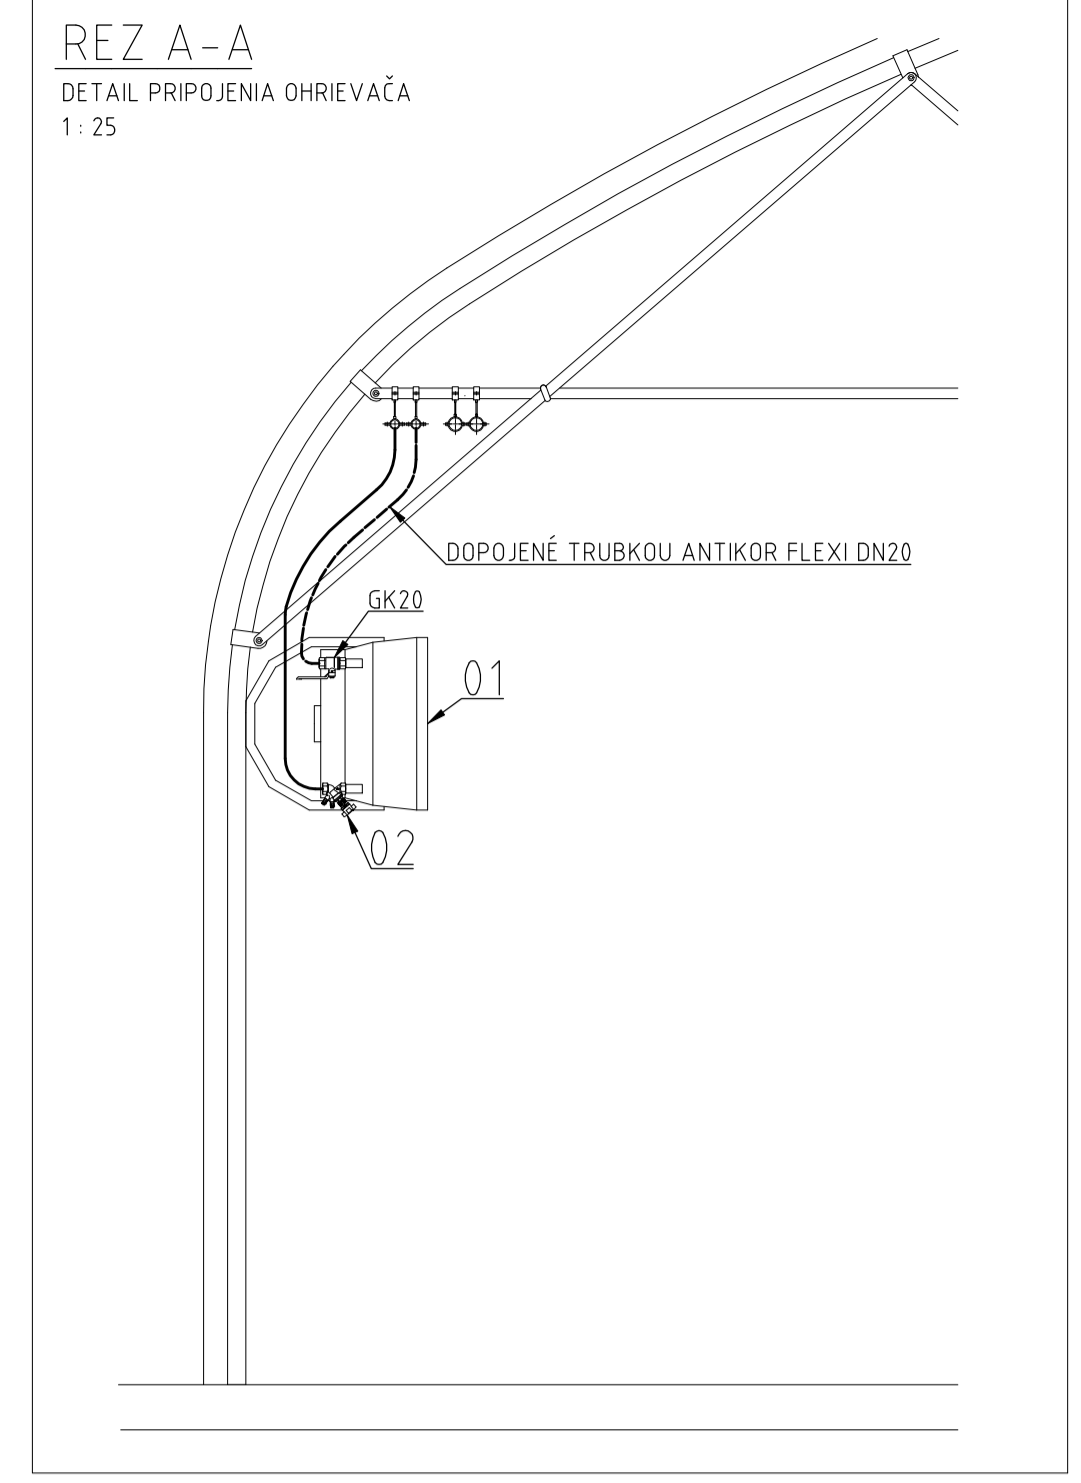 REZ A-A
DETAIL PRIPOJENIA OHRIEVAČA
1 : 25
DOPOJENÉ TRUBKOU ANTIKOR FLEXI DN20
GK20
01
02